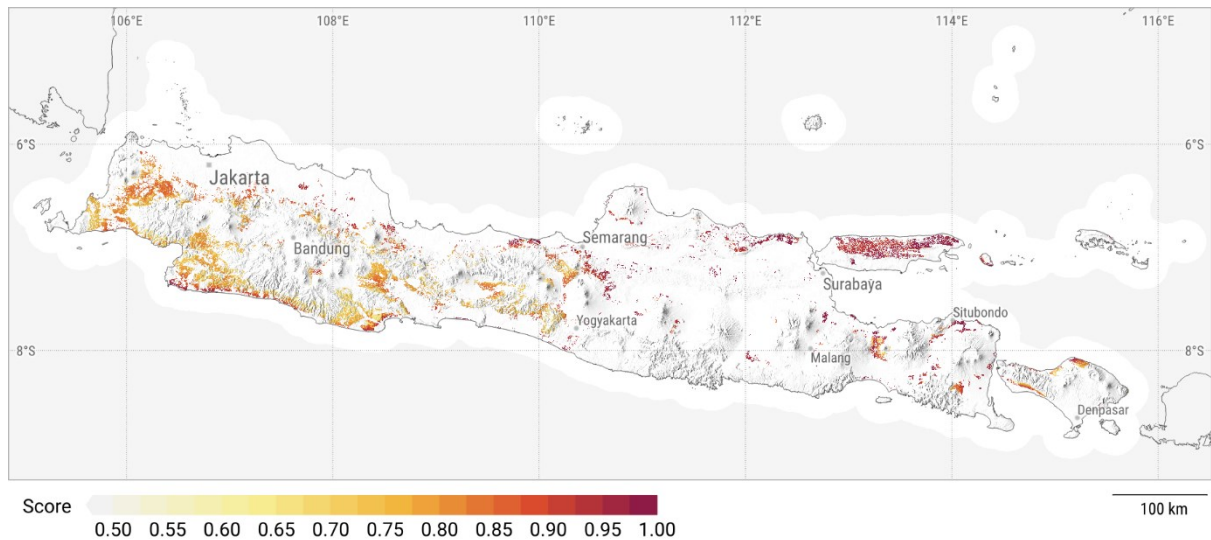 106°E 108°E 110°E 112°E 114°E 116°E
6°S 6°S
Jakarta
Bandung
Semarang
Surabaya
Yogyakarta
Situbondo
8°S Malang 8°S
Denpasar
Score 0.50 0.55 0.60 0.65 0.70 0.75 0.80 0.85 0.90 0.95 1.00
100 km